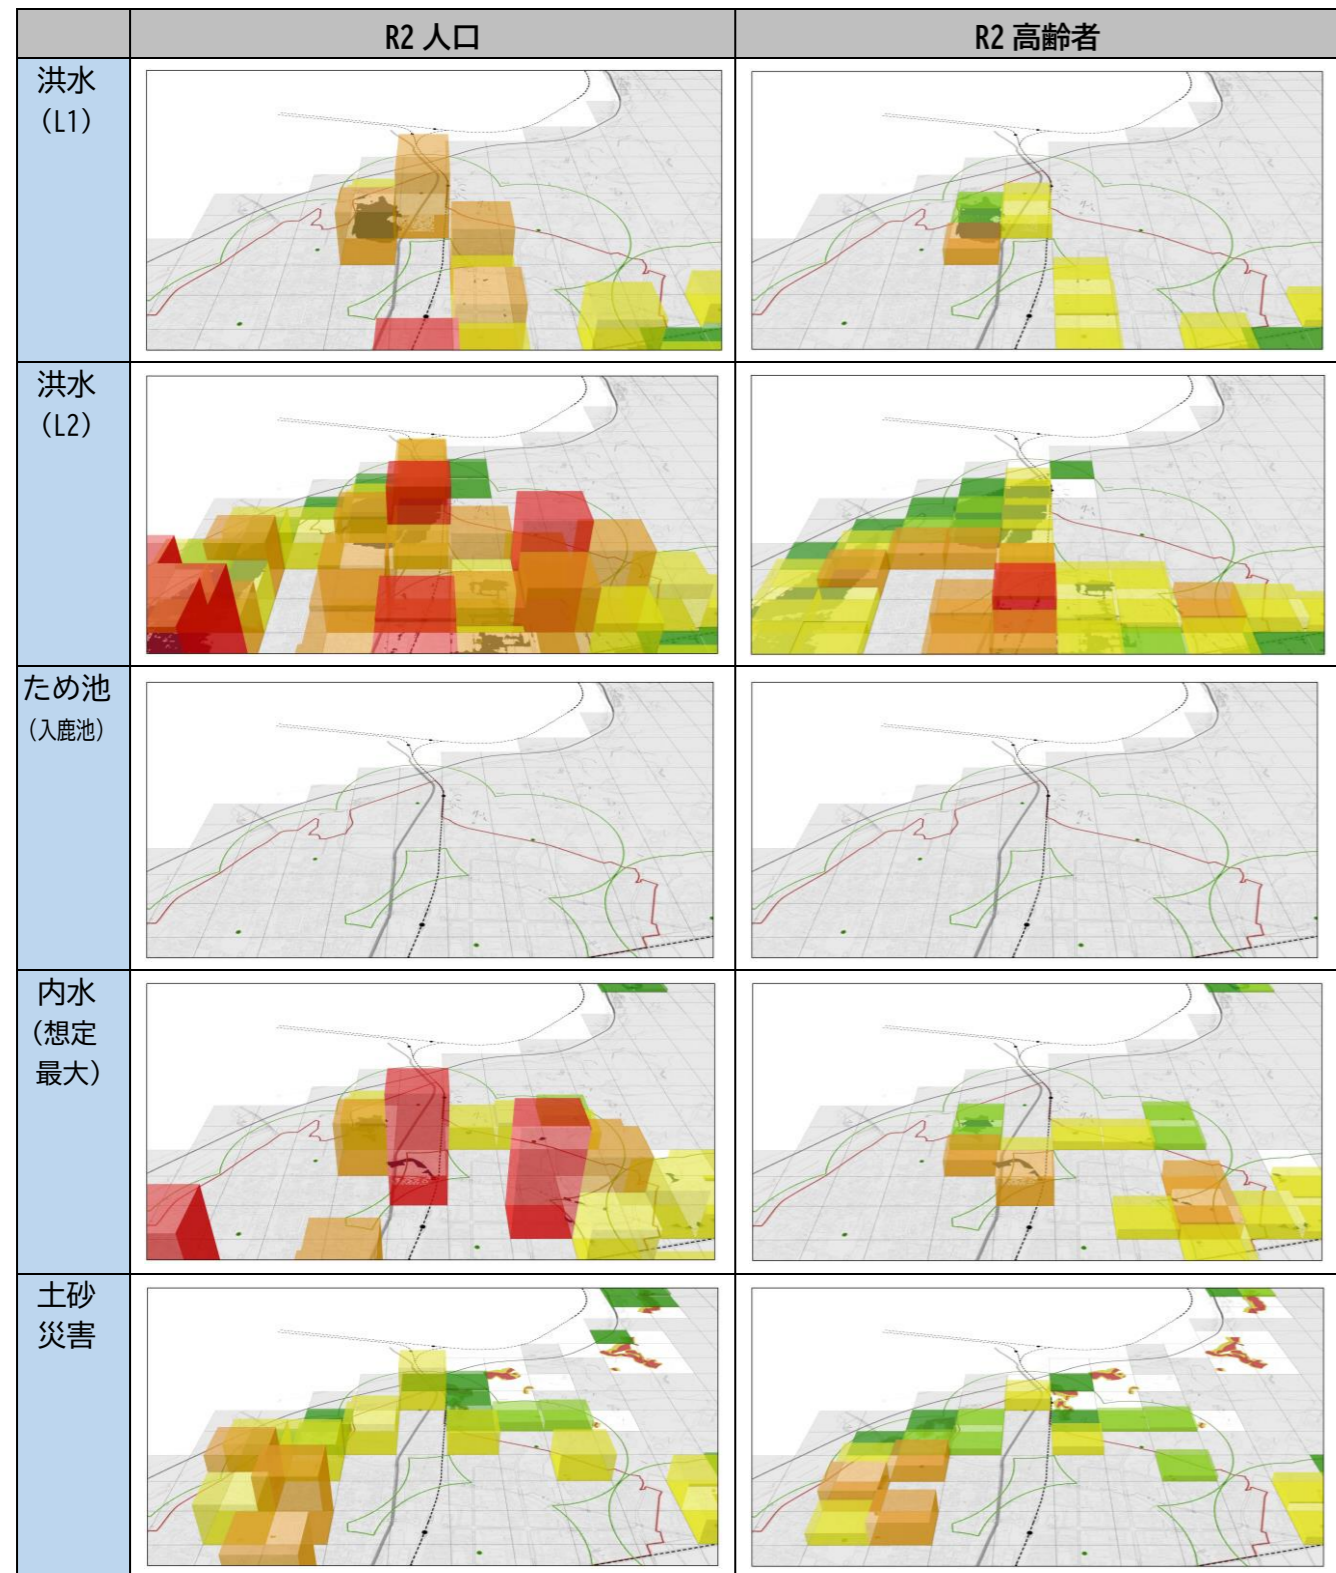 R2 人口
R2 高齢者
洪水
(L1)
洪水
(L2)
ため池
(入鹿池)
内水
(想定
最大)
土砂
災害